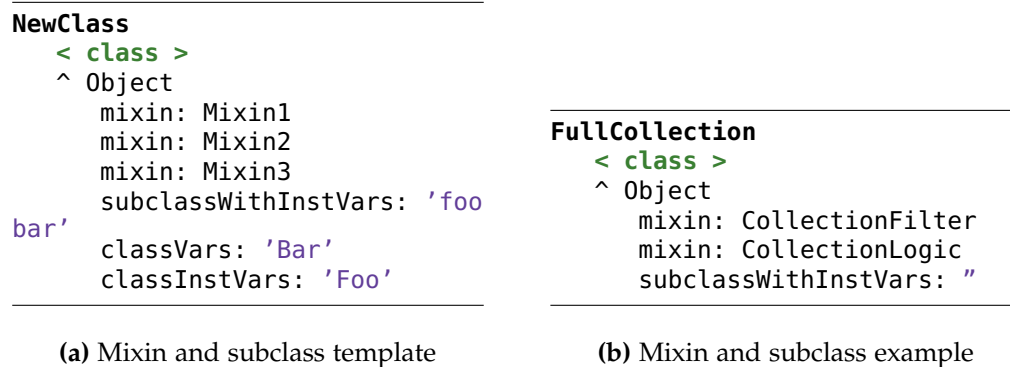 NewClass
< class >
^ Object
mixin: Mixin1
mixin: Mixin2
mixin: Mixin3
subclassWithInstVars: ’foo
bar’
classVars: ’Bar’
classInstVars: ’Foo’
(a) Mixin and subclass template
FullCollection
< class >
^ Object
mixin: CollectionFilter
mixin: CollectionLogic
subclassWithInstVars: ”
(b) Mixin and subclass example